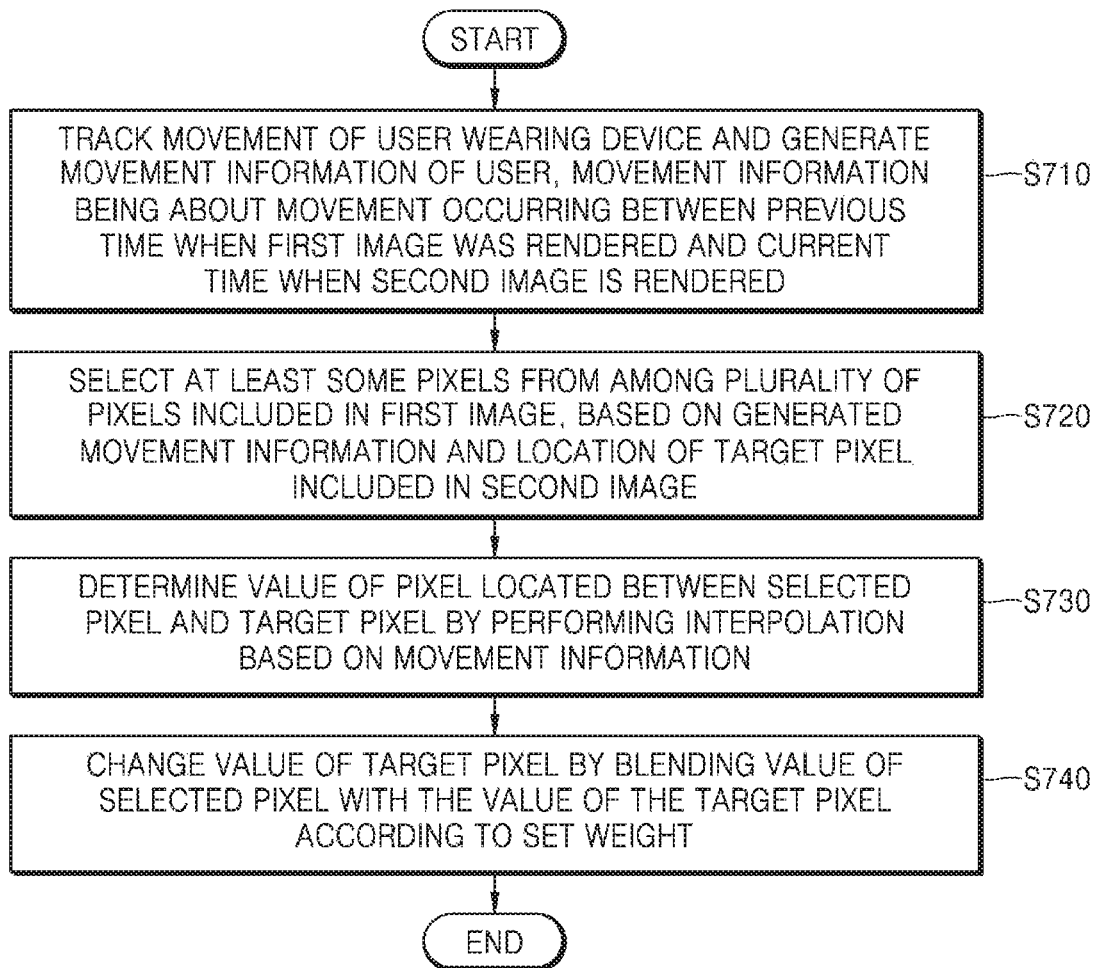 START
TRACK MOVEMENT OF USER WEARING DEVICE AND GENERATE
MOVEMENT INFORMATION OF USER, MOVEMENT INFORMATION
BEING ABOUT MOVEMENT OCCURRING BETWEEN PREVIOUS
TIME WHEN FIRST IMAGE WAS RENDERED AND CURRENT
TIME WHEN SECOND IMAGE IS RENDERED
S710
SELECT AT LEAST SOME PIXELS FROM AMONG PLURALITY OF
PIXELS INCLUDED IN FIRST IMAGE, BASED ON GENERATED
MOVEMENT INFORMATION AND LOCATION OF TARGET PIXEL
INCLUDED IN SECOND IMAGE
S720
DETERMINE VALUE OF PIXEL LOCATED BETWEEN SELECTED
PIXEL AND TARGET PIXEL BY PERFORMING INTERPOLATION
BASED ON MOVEMENT INFORMATION
S730
CHANGE VALUE OF TARGET PIXEL BY BLENDING VALUE OF
SELECTED PIXEL WITH THE VALUE OF THE TARGET PIXEL
ACCORDING TO SET WEIGHT
S740
END